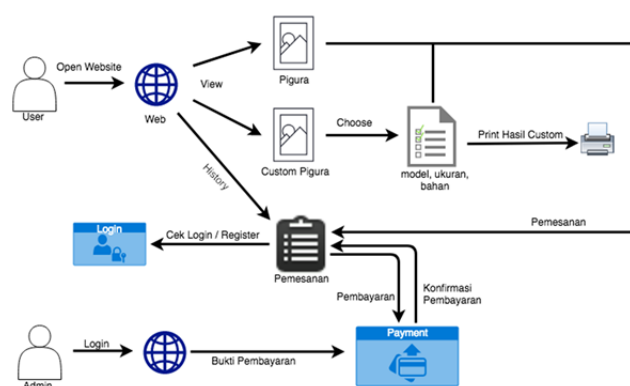 Open Website
User
Web
View
Pigura
Custom Pigura
Choose
model, ukuran,
bahan
Print Hasil Custom
History
Login
Cek Login / Register
Pemesanan
Pemesanan
Pembayaran
Konfirmasi
Pembayaran
Payment
Login
Bukti Pembayaran
Admin